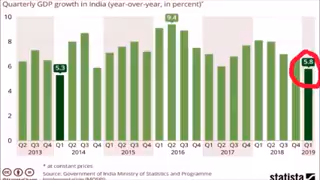 Quarterly GDP growth in India (year-over-year, in percent)*
10
9.4
8
6
5.3
5.8
4
2
0
Q2 Q3 Q4 Q1 Q2 Q3 Q4 Q1 Q2 Q3 Q4 Q1 Q2 Q3 Q4 Q1 Q2 Q3 Q4 Q1 Q2 Q3 Q4 Q1
2013 2014 2015 2016 2017 2018 2019
* at constant prices
Source: Government of India Ministry of Statistics and Programme
statista